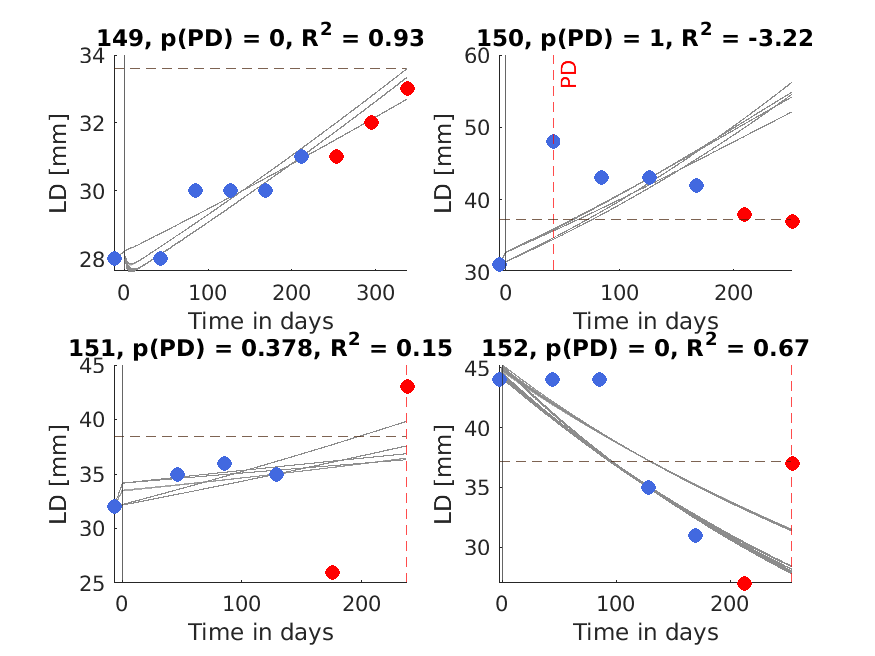 149, p(PD) = 0, R² = 0.93
34
32
30
28
LD [mm]
0
100
200
300
Time in days
150, p(PD) = 1, R² = -3.22
60
50
40
30
LD [mm]
PD
0
100
200
Time in days
151, p(PD) = 0.378, R² = 0.15
45
40
35
30
25
LD [mm]
0
100
200
Time in days
152, p(PD) = 0, R² = 0.67
45
40
35
30
LD [mm]
0
100
200
Time in days